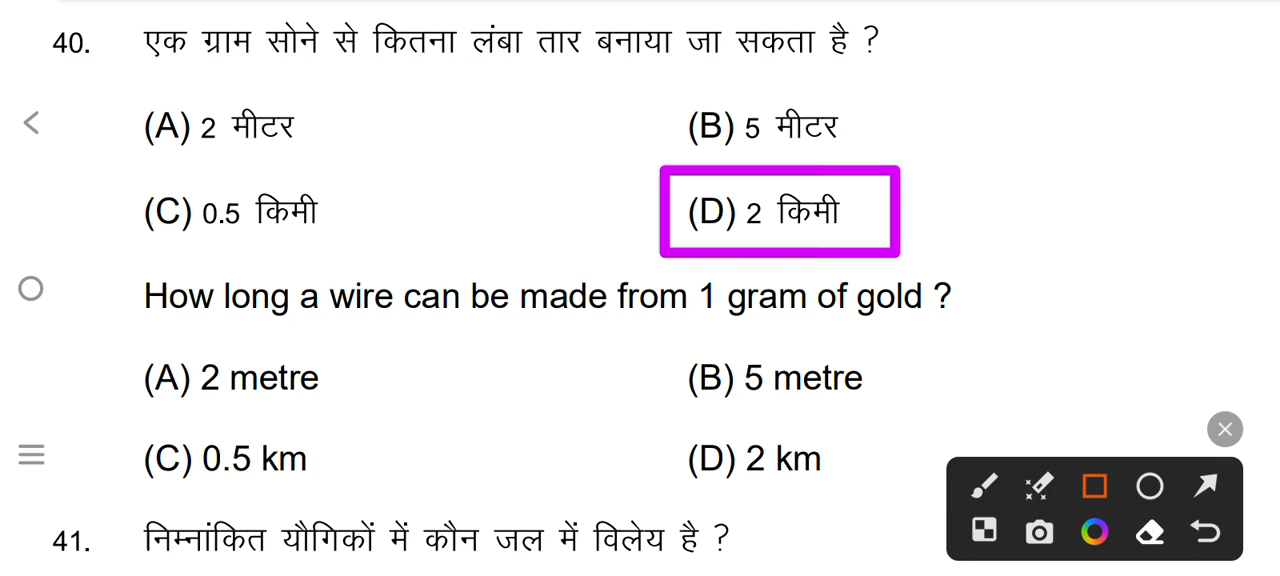 40. एक ग्राम सोने से कितना लंबा तार बनाया जा सकता है ?
(A) 2 मीटर (B) 5 मीटर
(C) 0.5 किमी (D) 2 किमी
How long a wire can be made from 1 gram of gold ?
(A) 2 metre (B) 5 metre
(C) 0.5 km (D) 2 km
41. निम्नांकित यौगिकों में कौन जल में विलेय है ?